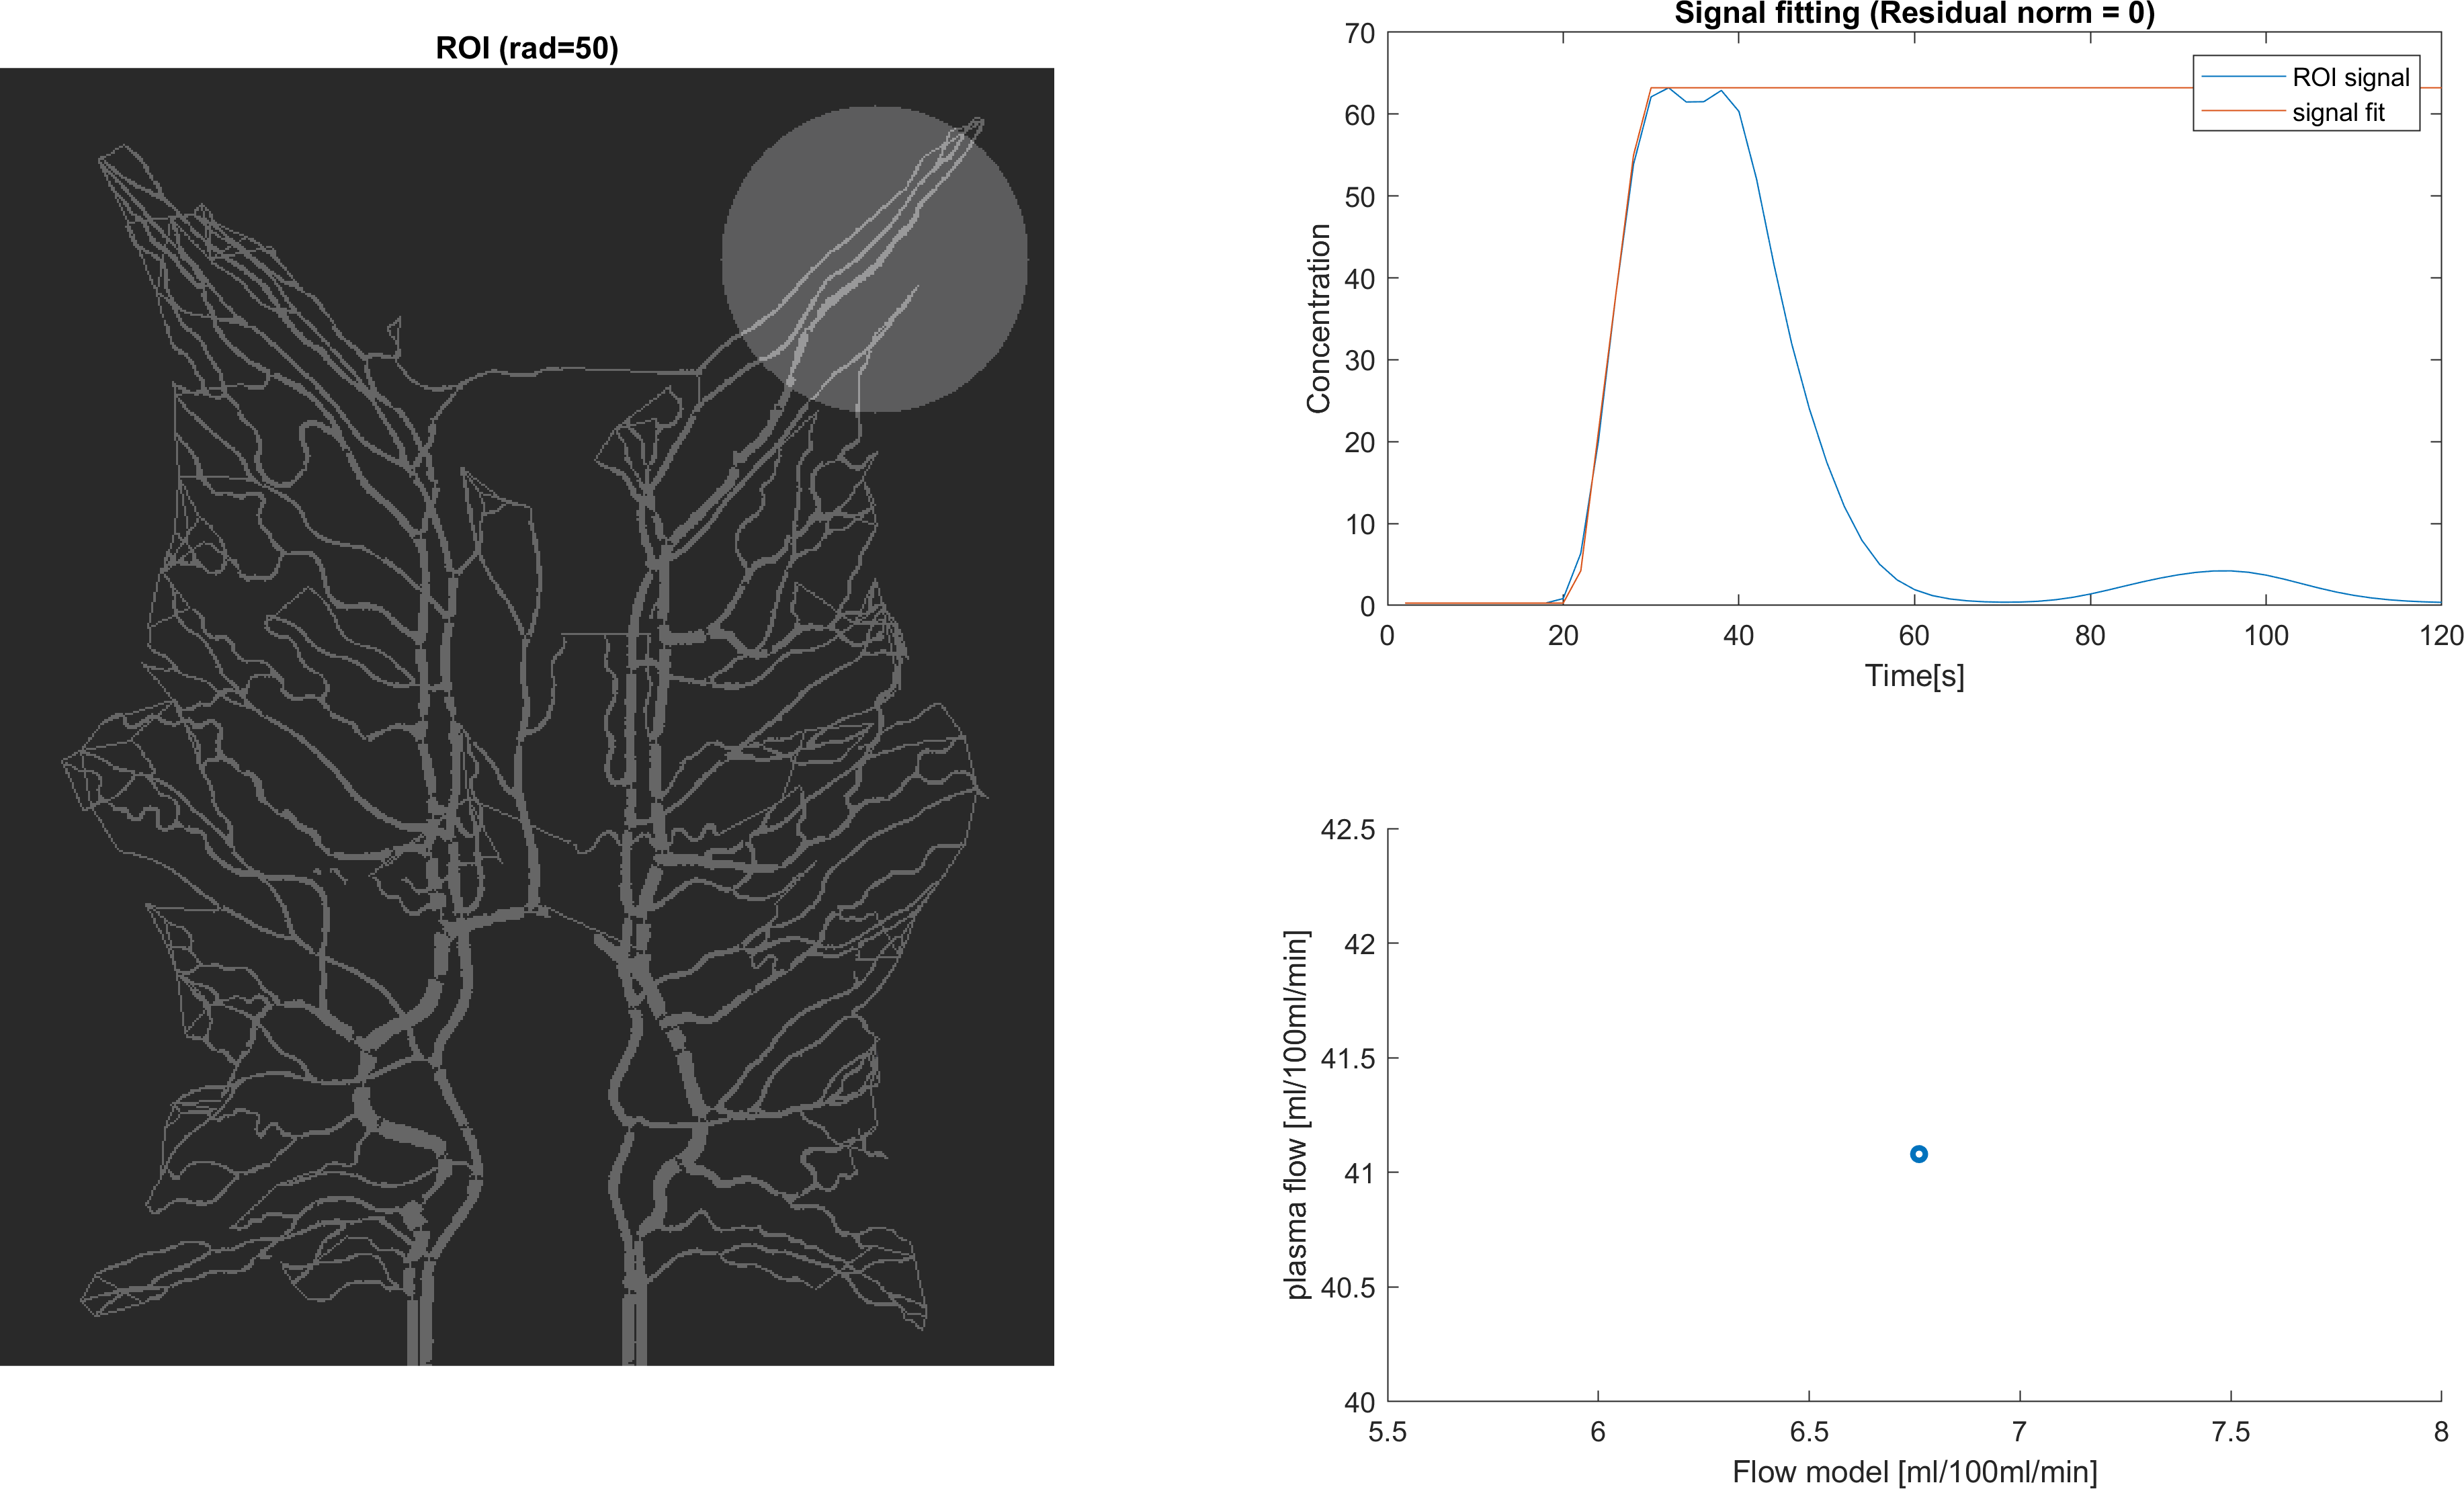 ROI (rad=50)
Signal fitting (Residual norm = 0)
70
60
50
40
30
20
10
0
Concentration
ROI signal
signal fit
0 20 40 60 80 100 120
Time[s]
42.5
42
41.5
41
40.5
40
plasma flow [ml/100ml/min]
5.5 6 6.5 7 7.5 8
Flow model [ml/100ml/min]